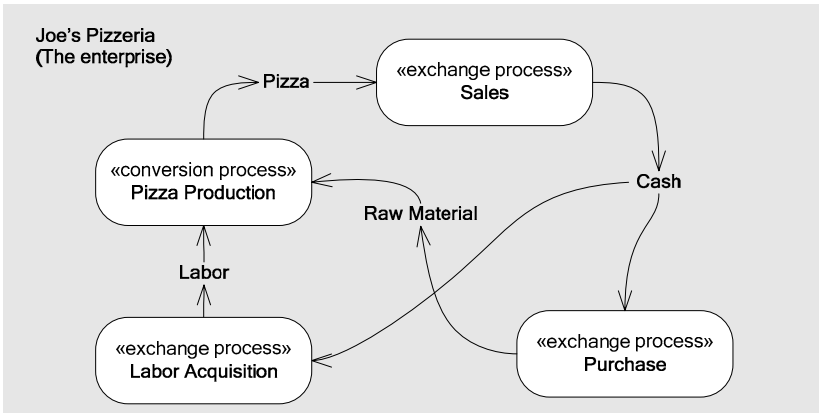 Joe's Pizzeria
(The enterprise)
Pizza
«exchange process»
Sales
«conversion process»
Pizza Production
Cash
Raw Material
Labor
«exchange process»
Labor Acquisition
«exchange process»
Purchase